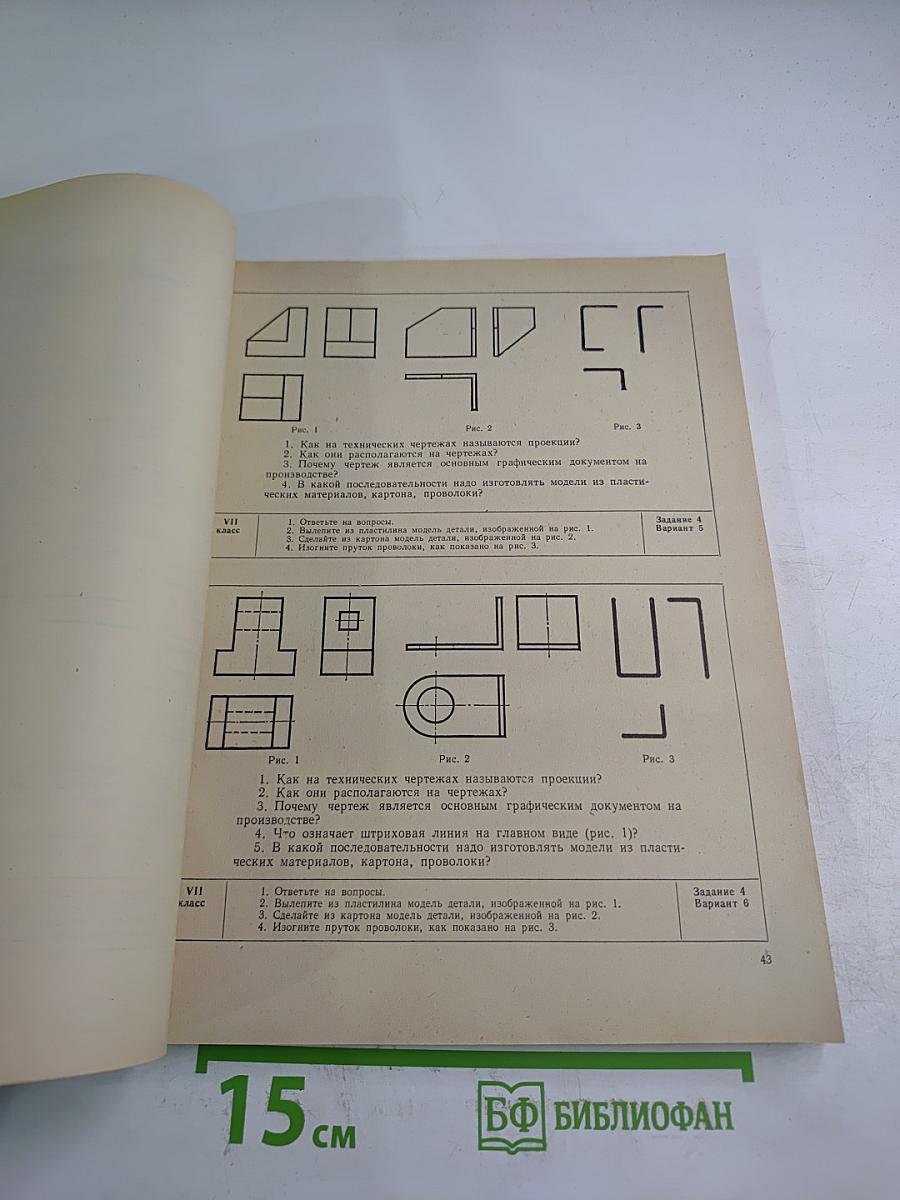 Рис. 1
Рис. 2
Рис. 3
1. Как на технических чертежах называются проекции?
2. Как они располагаются на чертежах?
3. Почему чертеж является основным графическим документом на
производстве?
4. В какой последовательности надо изготовлять модели из пласти-
ческих материалов, картона, проволоки?
VII
класс
1. Ответьте на вопросы.
2. Вылепите из пластилина модель детали, изображенной на рис. 1.
3. Сделайте из картона модель детали, изображенной на рис. 2.
4. Изогните пруток проволоки, как показано на рис. 3.
Задание 4
Вариант 5
Рис. 1
Рис. 2
Рис. 3
1. Как на технических чертежах называются проекции?
2. Как они располагаются на чертежах?
3. Почему чертеж является основным графическим документом на
производстве?
4. Что означает штриховая линия на главном виде (рис. 1)?
5. В какой последовательности надо изготовлять модели из пласти-
ческих материалов, картона, проволоки?
VII
класс
1. Ответьте на вопросы.
2. Вылепите из пластилина модель детали, изображенной на рис. 1.
3. Сделайте из картона модель детали, изображенной на рис. 2.
4. Изогните пруток проволоки, как показано на рис. 3.
Задание 4
Вариант 6
43
15 см
БФ БИБЛИОФАН